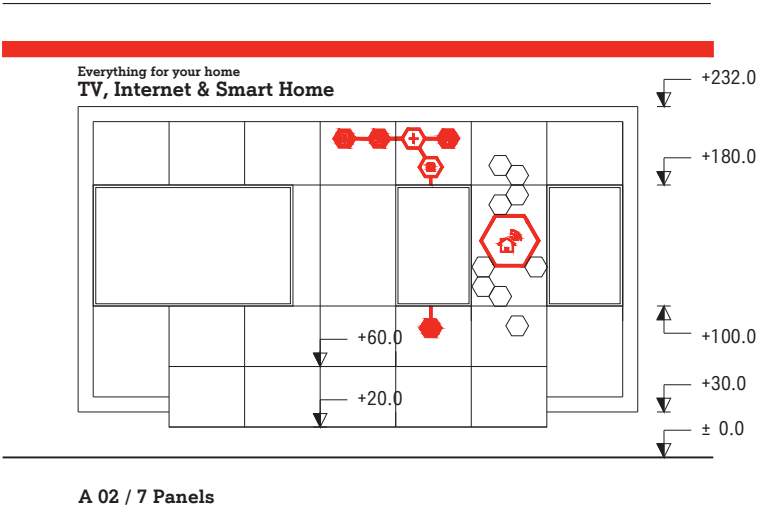 Everything for your home
TV, Internet & Smart Home
+232.0
+180.0
+60.0
+100.0
+30.0
+20.0
± 0.0
A 02 / 7 Panels